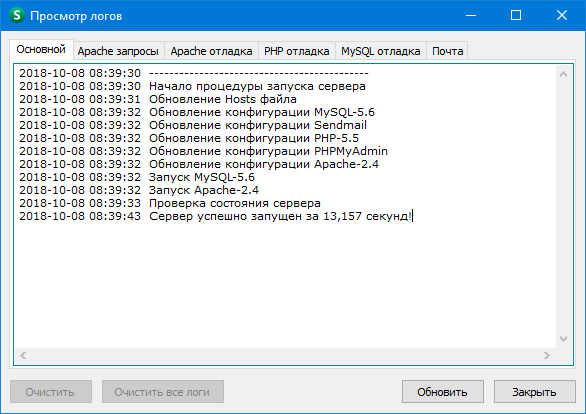 S Просмотр логов
Основной Apache запросы Apache отладка PHP отладка MySQL отладка Почта
2018-10-08 08:39:30 --------------------------------------------
2018-10-08 08:39:30 Начало процедуры запуска сервера
2018-10-08 08:39:31 Обновление Hosts файла
2018-10-08 08:39:32 Обновление конфигурации MySQL-5.6
2018-10-08 08:39:32 Обновление конфигурации Sendmail
2018-10-08 08:39:32 Обновление конфигурации PHP-5.5
2018-10-08 08:39:32 Обновление конфигурации PHPMyAdmin
2018-10-08 08:39:32 Обновление конфигурации Apache-2.4
2018-10-08 08:39:32 Запуск MySQL-5.6
2018-10-08 08:39:32 Запуск Apache-2.4
2018-10-08 08:39:33 Проверка состояния сервера
2018-10-08 08:39:43 Сервер успешно запущен за 13,157 секунд!
Очистить Очистить все логи Обновить Закрыть